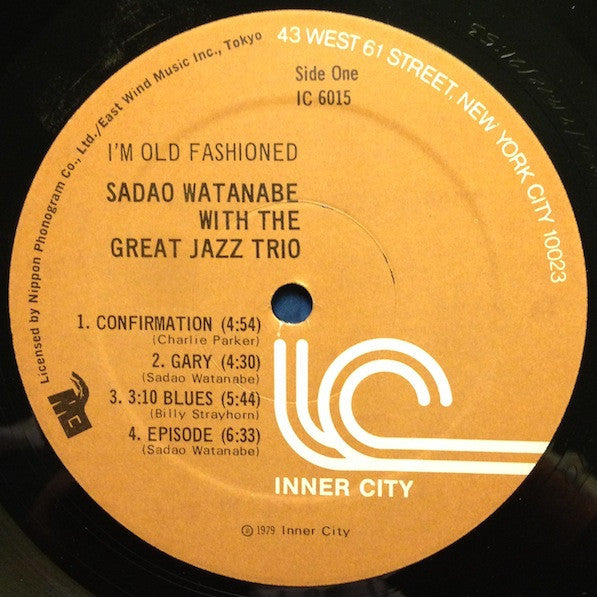 43 WEST 61 STREET, NEW YORK CITY 10023
Licensed by Nippon Phonogram Co., Ltd./East Wind Music Inc., Tokyo
Side One
IC 6015
I'M OLD FASHIONED
SADAO WATANABE
WITH THE
GREAT JAZZ TRIO
1. CONFIRMATION (4:54)
(Charlie Parker)
2. GARY (4:30)
(Sadao Watanabe)
3. 3:10 BLUES (5:44)
(Billy Strayhorn)
4. EPISODE (6:33)
(Sadao Watanabe)
INNER CITY
℗ 1979 Inner City